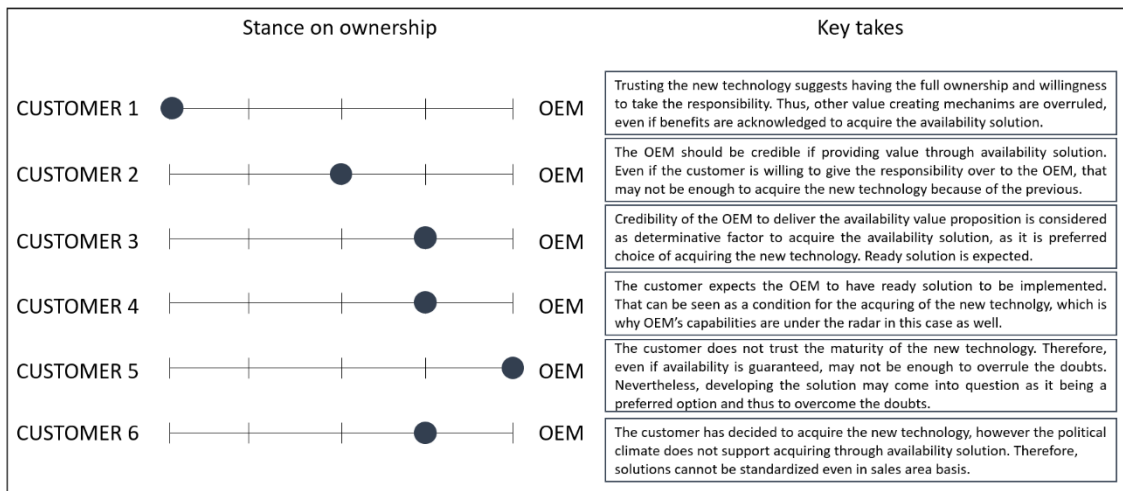 Stance on ownership
Key takes
CUSTOMER 1
OEM
Trusting the new technology suggests having the full ownership and willingness
to take the responsibility. Thus, other value creating mechanims are overruled,
even if benefits are acknowledged to acquire the availability solution.
CUSTOMER 2
OEM
The OEM should be credible if providing value through availability solution.
Even if the customer is willing to give the responsibility over to the OEM, that
may not be enough to acquire the new technology because of the previous.
CUSTOMER 3
OEM
Credibility of the OEM to deliver the availability value proposition is considered
as determinative factor to acquire the availability solution, as it is preferred
choice of acquiring the new technology. Ready solution is expected.
CUSTOMER 4
OEM
The customer expects the OEM to have ready solution to be implemented.
That can be seen as a condition for the acquring of the new technolgy, which is
why OEM's capabilities are under the radar in this case as well.
CUSTOMER 5
OEM
The customer does not trust the maturity of the new technology. Therefore,
even if availability is guaranteed, may not be enough to overrule the doubts.
Nevertheless, developing the solution may come into question as it being a
preferred option and thus to overcome the doubts.
CUSTOMER 6
OEM
The customer has decided to acquire the new technology, however the political
climate does not support acquiring through availability solution. Therefore,
solutions cannot be standardized even in sales area basis.